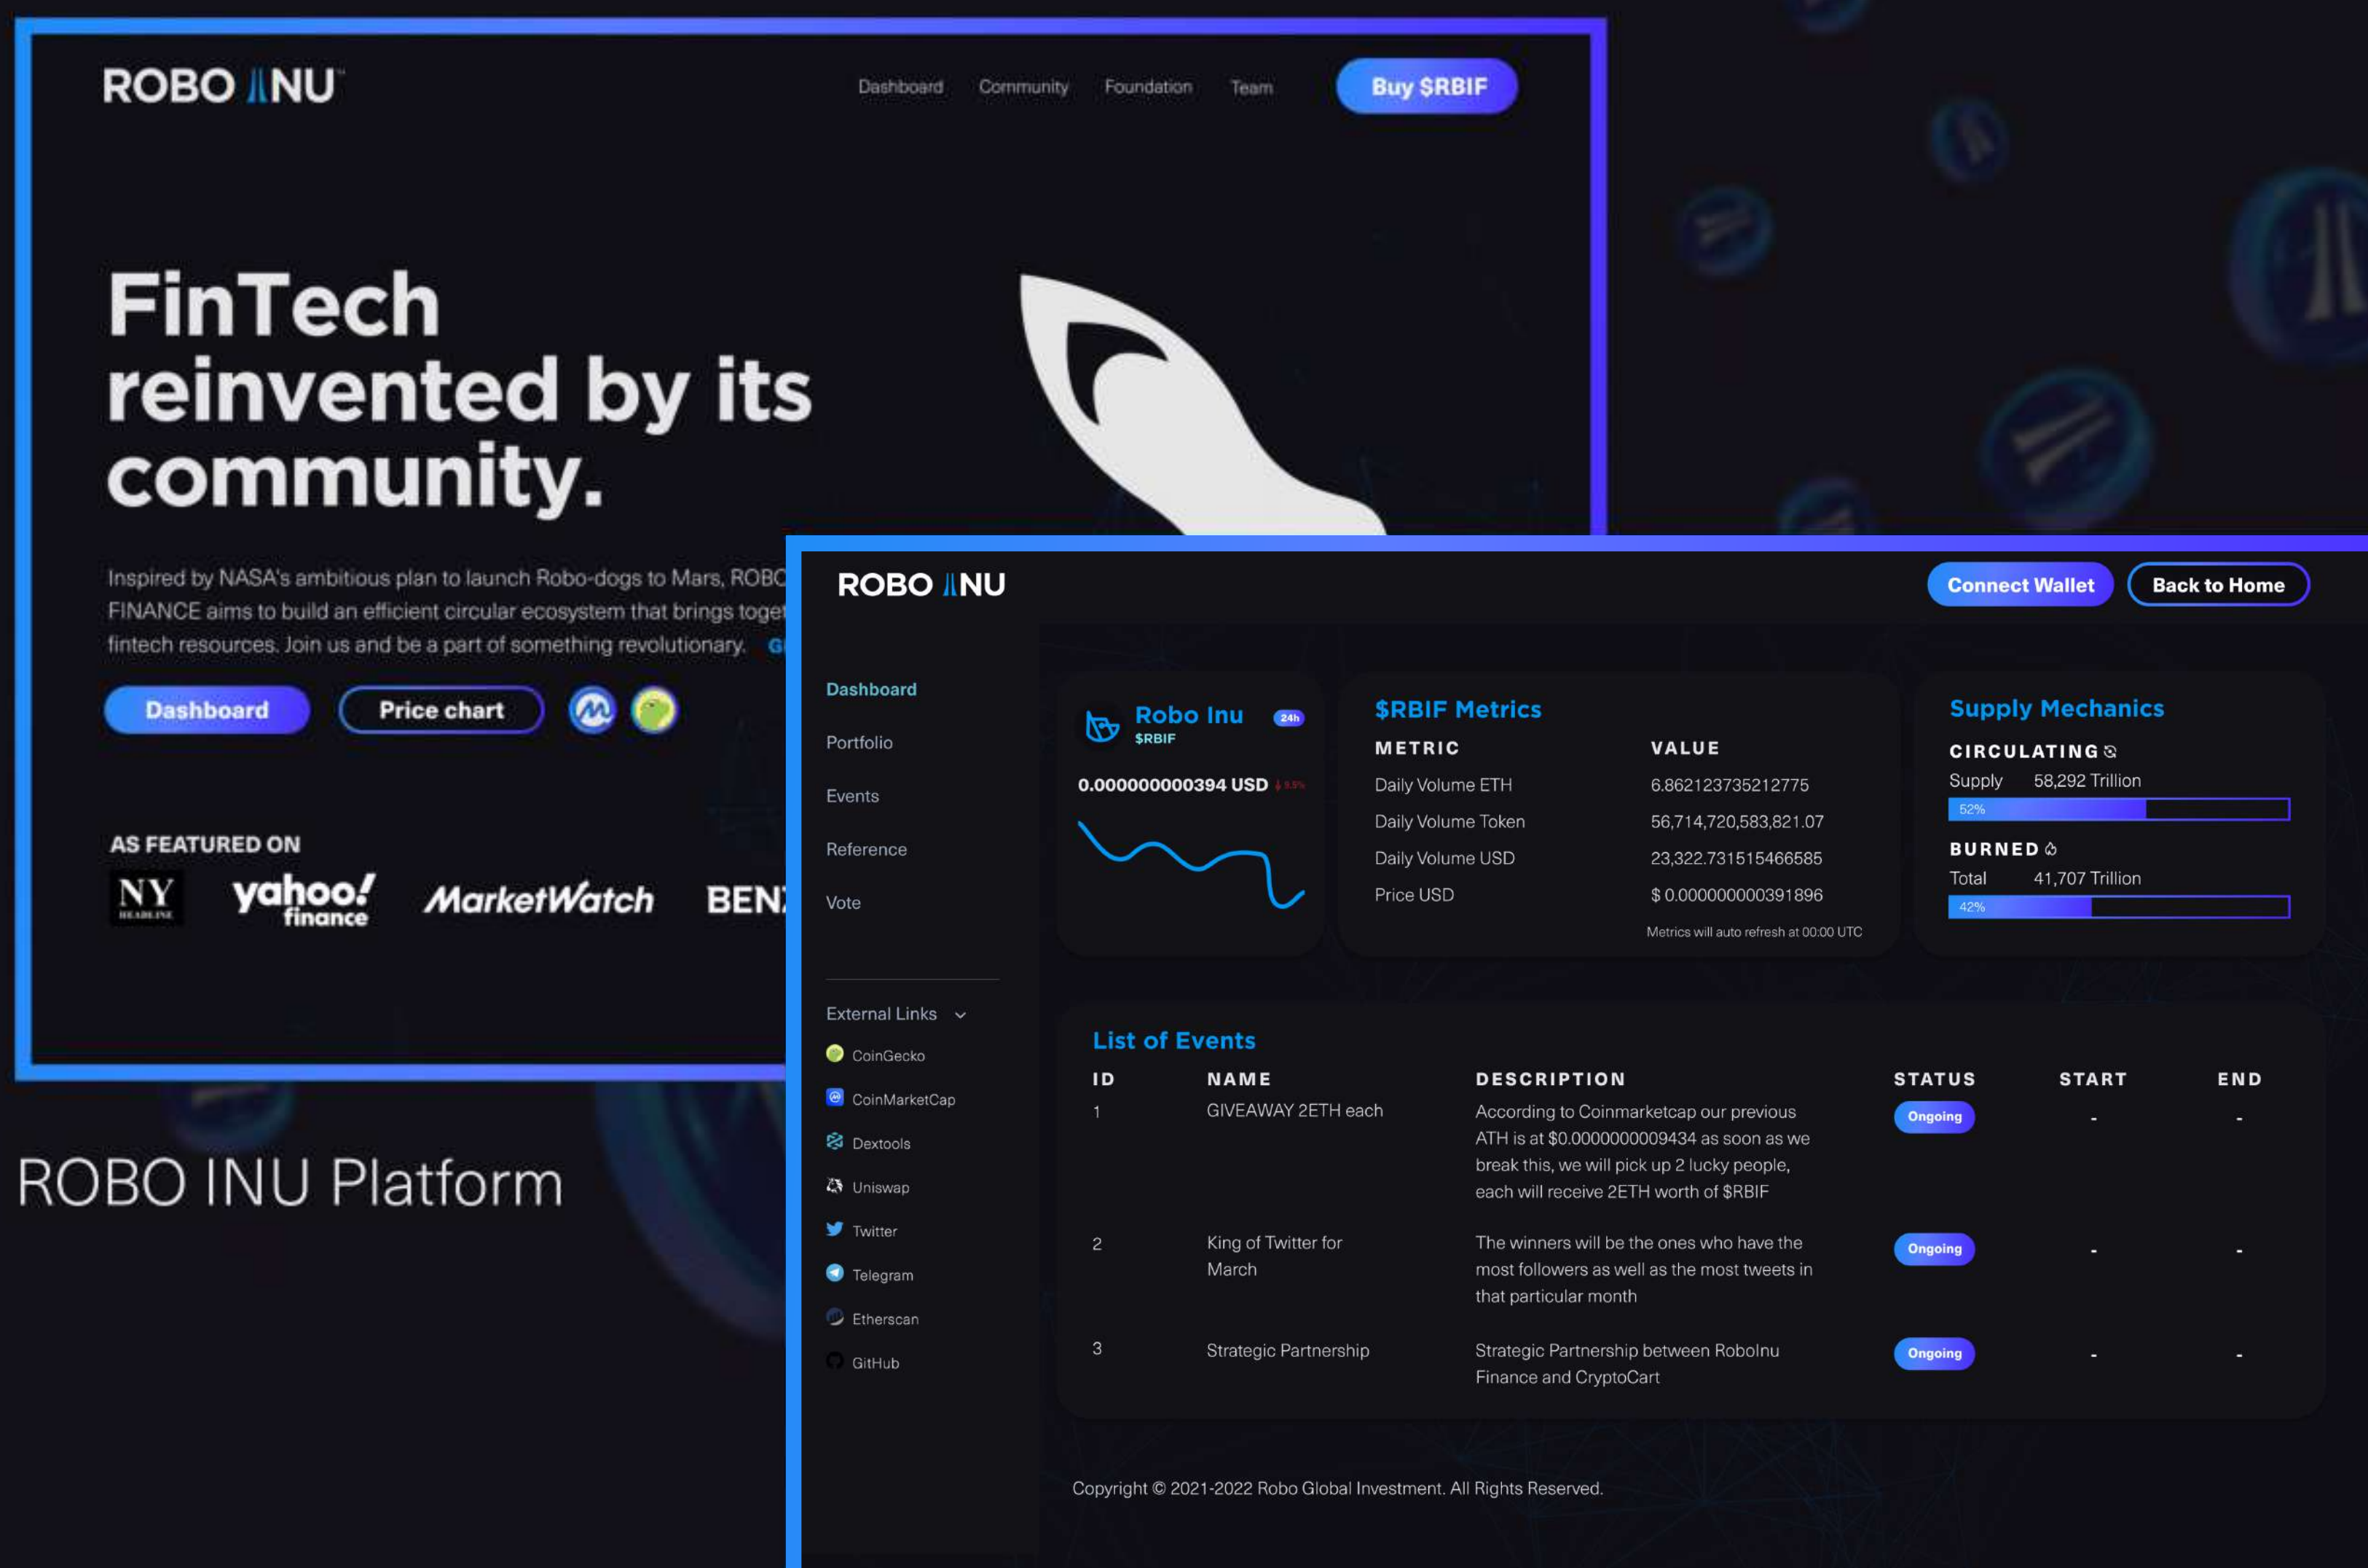 ROBO INU
Dashboard Community Foundation Team Buy $RBIF
FinTech
reinvented by its
community.
Inspired by NASA's ambitious plan to launch Robo-dogs to Mars, ROBO
FINANCE aims to build an efficient circular ecosystem that brings toget
fintech resources. Join us and be a part of something revolutionary.
Dashboard Price chart
AS FEATURED ON
NY
HEADLINE
yahoo!
finance
MarketWatch
BENZ
ROBO INU Platform
ROBO INU
Connect Wallet Back to Home
Dashboard
Portfolio
Events
Reference
Vote
External Links
CoinGecko
CoinMarketCap
Dextools
Uniswap
Twitter
Telegram
Etherscan
GitHub
Robo Inu 24h
$RBIF
0.000000000394 USD
$RBIF Metrics
METRIC VALUE
Daily Volume ETH 6.862123735212775
Daily Volume Token 56,714,720,583,821.07
Daily Volume USD 23,322.731515466585
Price USD $ 0.000000000391896
Metrics will auto refresh at 00:00 UTC
Supply Mechanics
CIRCULATING
Supply 58,292 Trillion
52%
BURNED
Total 41,707 Trillion
42%
List of Events
ID NAME DESCRIPTION STATUS START END
1 GIVEAWAY 2ETH each According to Coinmarketcap our previous Ongoing - -
ATH is at $0.0000000009434 as soon as we
break this, we will pick up 2 lucky people,
each will receive 2ETH worth of $RBIF
2 King of Twitter for The winners will be the ones who have the Ongoing - -
March most followers as well as the most tweets in
that particular month
3 Strategic Partnership Strategic Partnership between RoboInu Ongoing - -
Finance and CryptoCart
Copyright © 2021-2022 Robo Global Investment. All Rights Reserved.